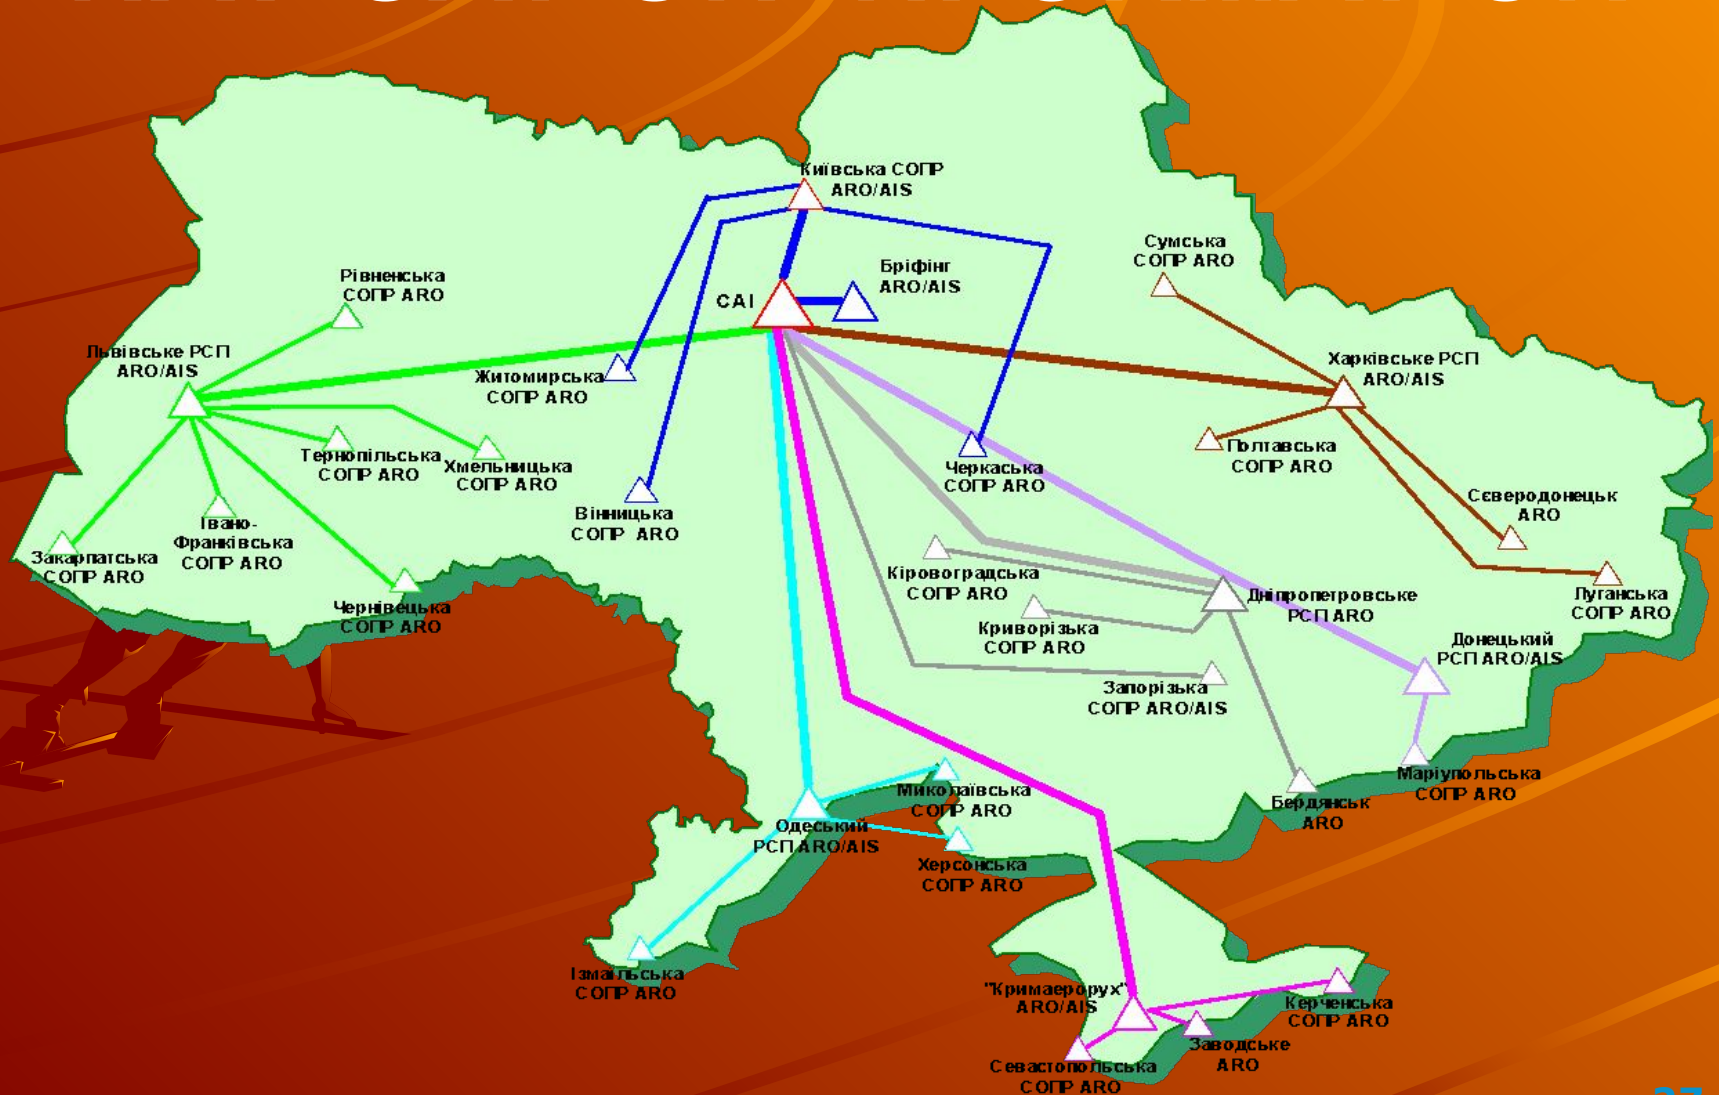 Київська СОПР
ARO/AIS
Сумська
СОПР ARO
Бріфінг
ARO/AIS
САІ
Рівненська
СОПР ARO
Львівське РСП
ARO/AIS
Житомирська
СОПР ARO
Харківське РСП
ARO/AIS
Тернопільська
СОПР ARO
Хмельницька
СОПР ARO
Полтавська
СОПР ARO
Черкаська
СОПР ARO
Вінницька
СОПР ARO
Сєверодонецьк
ARO
Івано-
Франківська
СОПР ARO
Закарпатська
СОПР ARO
Чернівецька
СОПР ARO
Кіровоградська
СОПР ARO
Дніпропетровське
РСП ARO
Луганська
СОПР ARO
Криворізька
СОПР ARO
Донецький
РСП ARO/AIS
Запорізька
СОПР ARO/AIS
Маріупольська
СОПР ARO
Миколаївська
СОПР ARO
Бердянськ
ARO
Одеський
РСП ARO/AIS
Херсонська
СОПР ARO
Ізмаїльська
СОПР ARO
"Кримаерорух"
ARO/AIS
Керченська
СОПР ARO
Заводське
ARO
Севастопольська
СОПР ARO